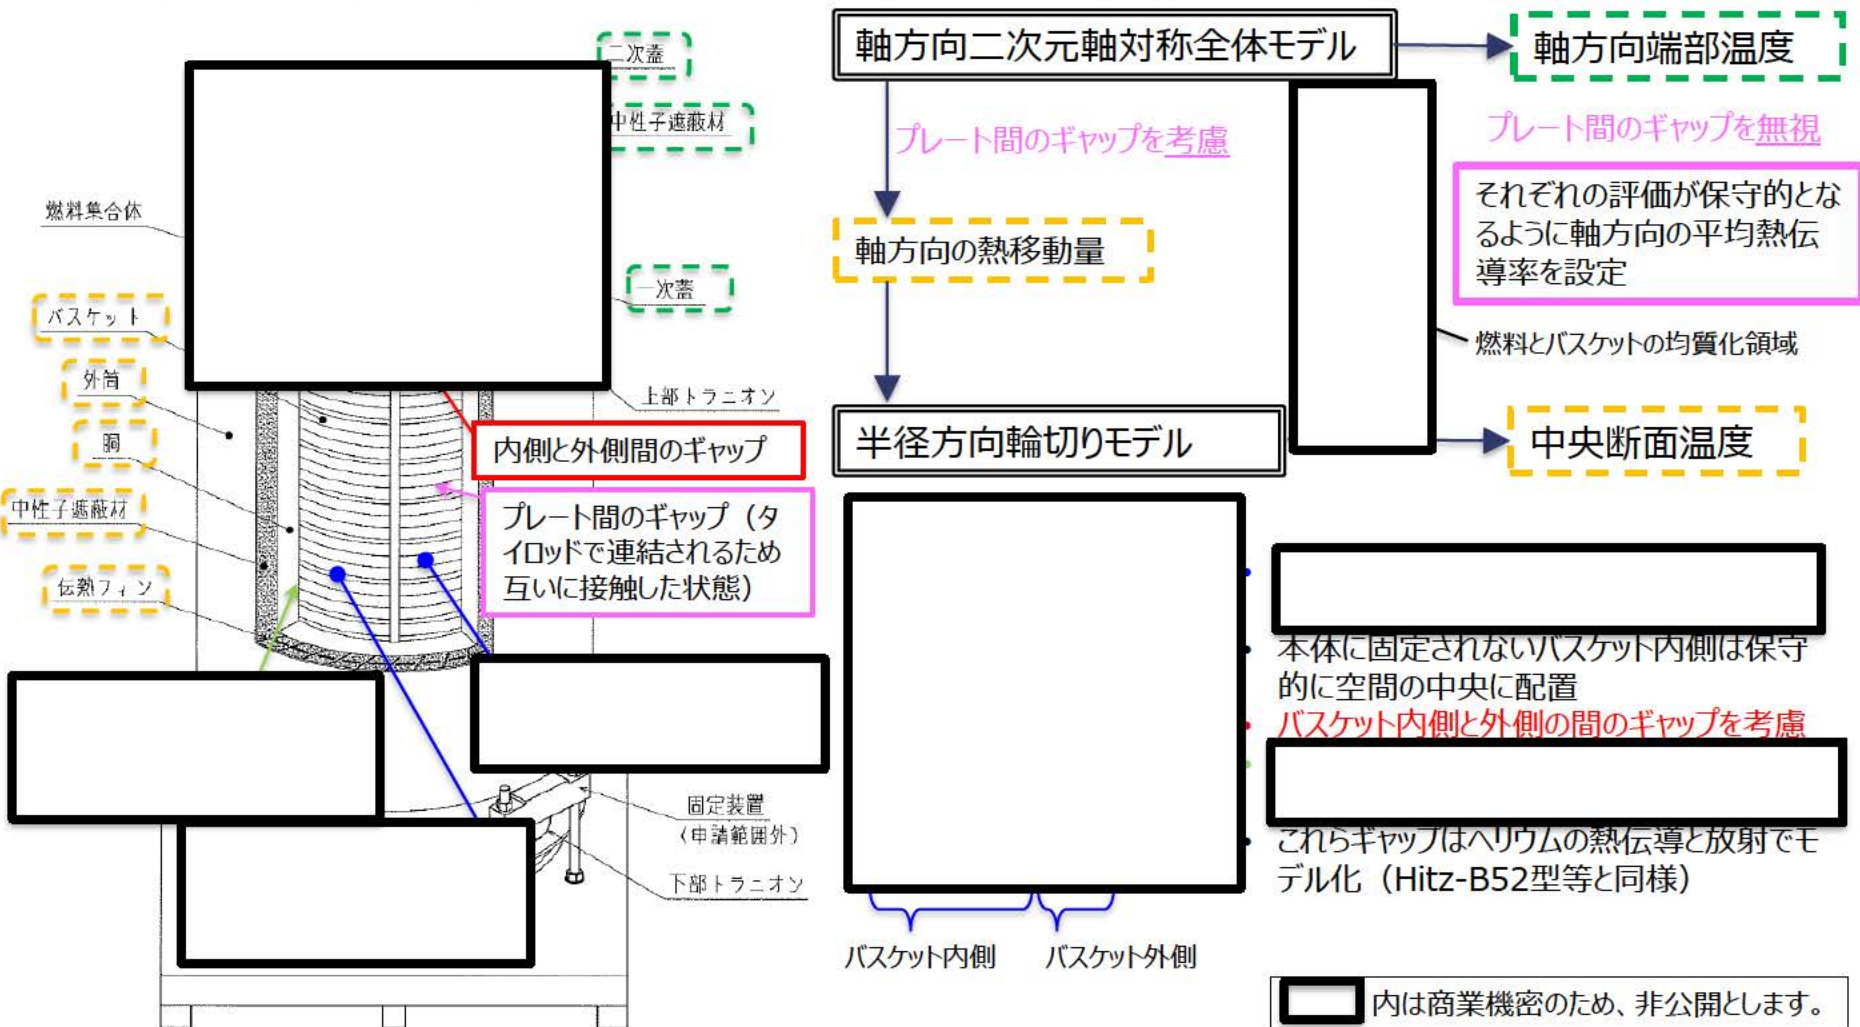 二次蓋
中性子遮蔽材
燃料集合体
一次蓋
バスケット
外筒
上部トラニオン
胴
内側と外側間のギャップ
中性子遮蔽材
プレート間のギャップ（タ
イロッドで連結されるため
互いに接触した状態）
伝熱フィン
固定装置
（申請範囲外）
下部トラニオン
軸方向二次元軸対称全体モデル
軸方向端部温度
プレート間のギャップを考慮
プレート間のギャップを無視
それぞれの評価が保守的とな
るように軸方向の平均熱伝
導率を設定
軸方向の熱移動量
燃料とバスケットの均質化領域
半径方向輪切りモデル
中央断面温度
•
• 本体に固定されないバスケット内側は保守
的に空間の中央に配置
• バスケット内側と外側の間のギャップを考慮
•
• これらギャップはヘリウムの熱伝導と放射でモ
デル化（Hitz-B52型等と同様）
バスケット内側
バスケット外側
内は商業機密のため、非公開とします。